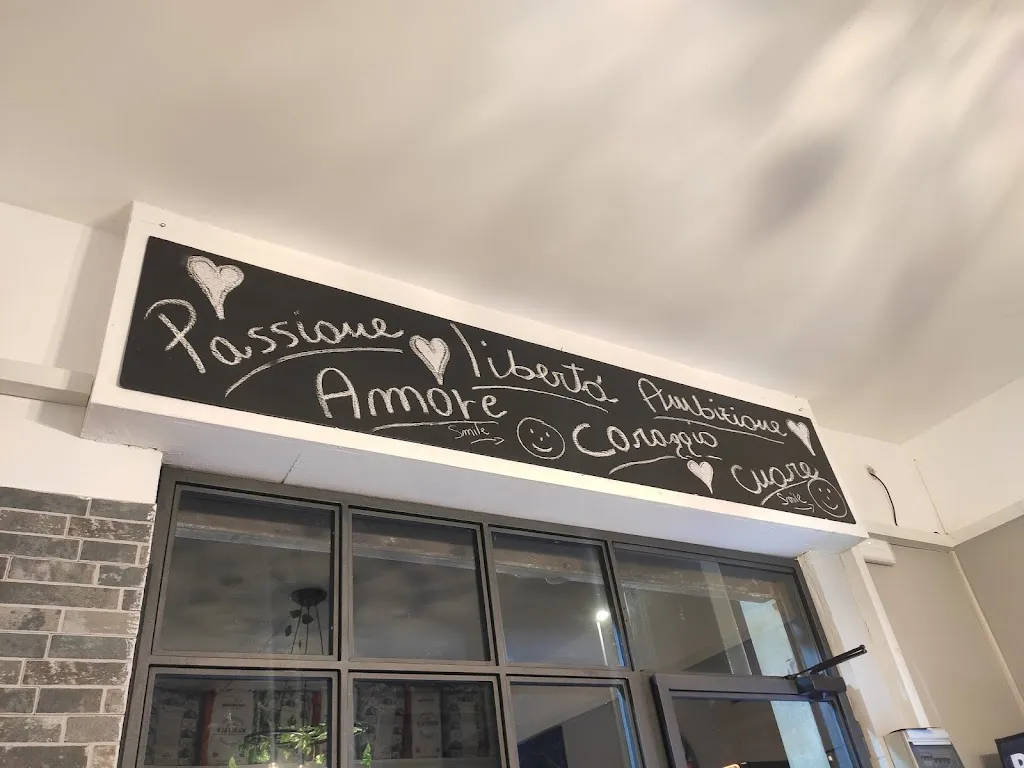 Passione libertà Ambizione
Amore Smile Coraggio Cuore
Smile